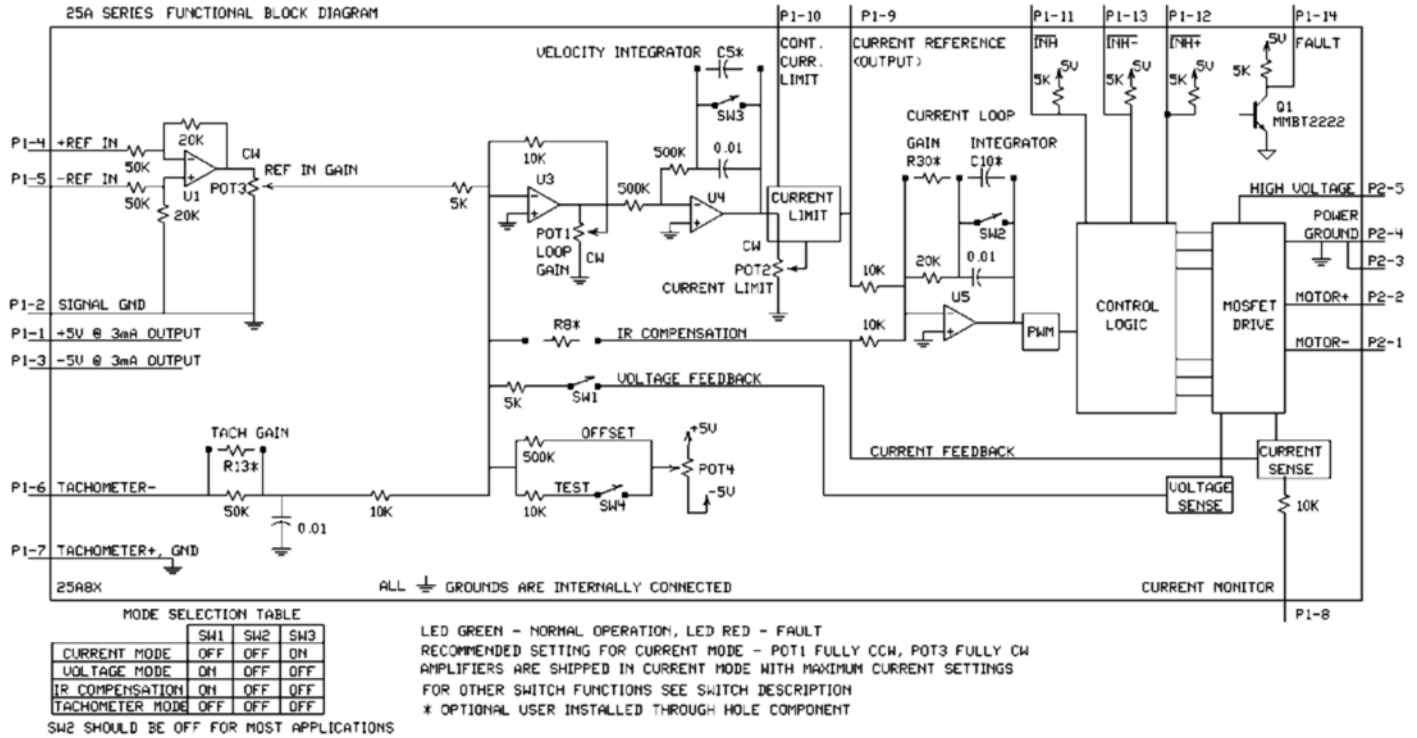 25A SERIES FUNCTIONAL BLOCK DIAGRAM
P1-10
P1-9
P1-11
P1-13
P1-12
P1-14
VELOCITY INTEGRATOR C5*
CONT.
CURR.
LIMIT
CURRENT REFERENCE
(OUTPUT)
INH
INH-
INH+
FAULT
5V
5K
5V
5K
5V
5K
5V
5K
SW3
Q1
MMBT2222
CURRENT LOOP
GAIN
R30*
INTEGRATOR
C10*
P1-4 +REF IN
50K
20K
CW
U1
P1-5 -REF IN
50K
20K
POT3
REF IN GAIN
5K
10K
U3
500K
500K
0.01
U4
POT1
LOOP
GAIN
CW
CURRENT
LIMIT
CW
POT2
CURRENT LIMIT
SW2
20K
0.01
10K
U5
HIGH VOLTAGE P2-5
POWER
GROUND P2-4
P2-3
MOTOR+ P2-2
MOTOR- P2-1
P1-2 SIGNAL GND
P1-1 +5V @ 3mA OUTPUT
P1-3 -5V @ 3mA OUTPUT
R8*
IR COMPENSATION
10K
PWM
CONTROL
LOGIC
MOSFET
DRIVE
5K
SW1
VOLTAGE FEEDBACK
TACH GAIN
R13*
OFFSET
500K
+5V
POT4
-5V
TEST
10K
SW4
CURRENT FEEDBACK
CURRENT
SENSE
VOLTAGE
SENSE
10K
P1-6 TACHOMETER-
50K
0.01
10K
P1-7 TACHOMETER+, GND
25A8X
ALL GROUNDS ARE INTERNALLY CONNECTED
CURRENT MONITOR
P1-8
MODE SELECTION TABLE
SW1 SW2 SW3
CURRENT MODE OFF OFF ON
VOLTAGE MODE ON OFF OFF
IR COMPENSATION ON OFF OFF
TACHOMETER MODE OFF OFF OFF
SW2 SHOULD BE OFF FOR MOST APPLICATIONS
LED GREEN - NORMAL OPERATION, LED RED - FAULT
RECOMMENDED SETTING FOR CURRENT MODE - POT1 FULLY CCW, POT3 FULLY CW
AMPLIFIERS ARE SHIPPED IN CURRENT MODE WITH MAXIMUM CURRENT SETTINGS
FOR OTHER SWITCH FUNCTIONS SEE SWITCH DESCRIPTION
* OPTIONAL USER INSTALLED THROUGH HOLE COMPONENT